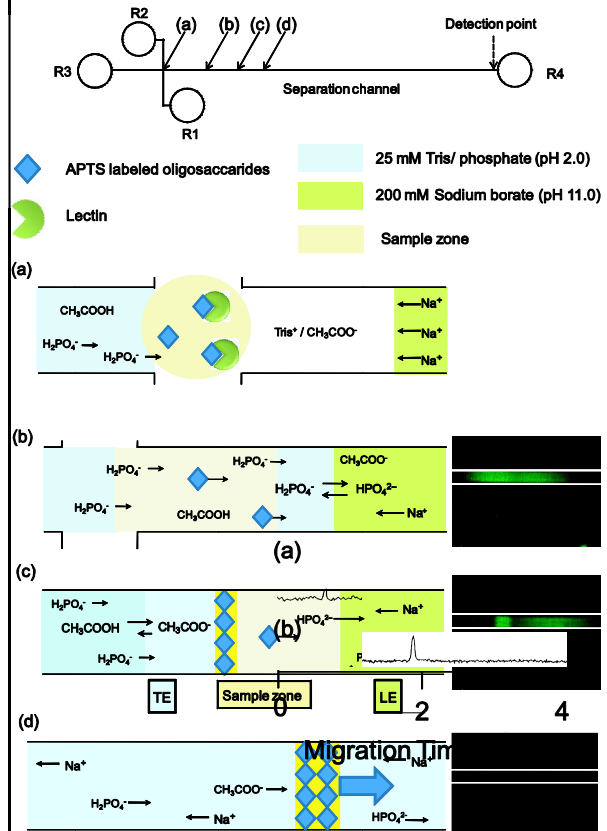 R2
(a)
(b)
(c)
(d)
Detection point
R3
R4
Separation channel
R1
APTS labeled oligosaccarides
25 mM Tris/ phosphate (pH 2.0)
200 mM Sodium borate (pH 11.0)
Lectin
Sample zone
(a)
CH₃COOH
H₂PO₄⁻
H₂PO₄⁻
Tris⁺ / CH₃COO⁻
Na⁺
Na⁺
Na⁺
(b)
H₂PO₄⁻
H₂PO₄⁻
CH₃COO⁻
H₂PO₄⁻
HPO₄²⁻
H₂PO₄⁻
CH₃COOH
Na⁺
(a)
(c)
H₂PO₄⁻
CH₃COOH
CH₃COO⁻
H₂PO₄⁻
HPO₄²⁻
Na⁺
(b)
TE
Sample zone
LE
0
2
4
(d)
Migration Tim
Na⁺
Na⁺
CH₃COO⁻
H₂PO₄⁻
Na⁺
HPO₄²⁻